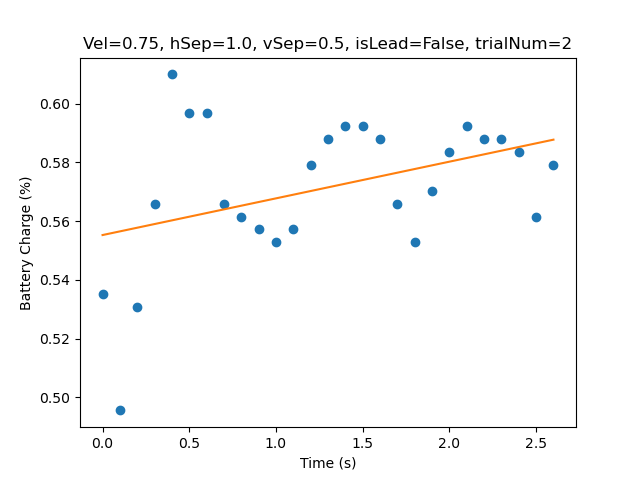 Vel=0.75, hSep=1.0, vSep=0.5, isLead=False, trialNum=2
0.60
0.58
0.56
0.54
0.52
0.50
Battery Charge (%)
0.0 0.5 1.0 1.5 2.0 2.5
Time (s)